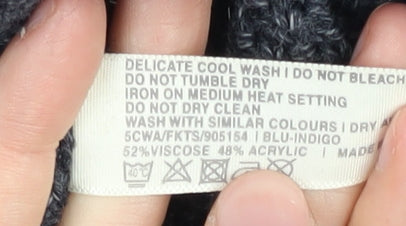 DELICATE COOL WASH | DO NOT BLEACH
DO NOT TUMBLE DRY
IRON ON MEDIUM HEAT SETTING
DO NOT DRY CLEAN
WASH WITH SIMILAR COLOURS | DRY
5CWA/FKTS/905154 | BLU-INDIGO
52%VISCOSE 48% ACRYLIC | MADE
40°C